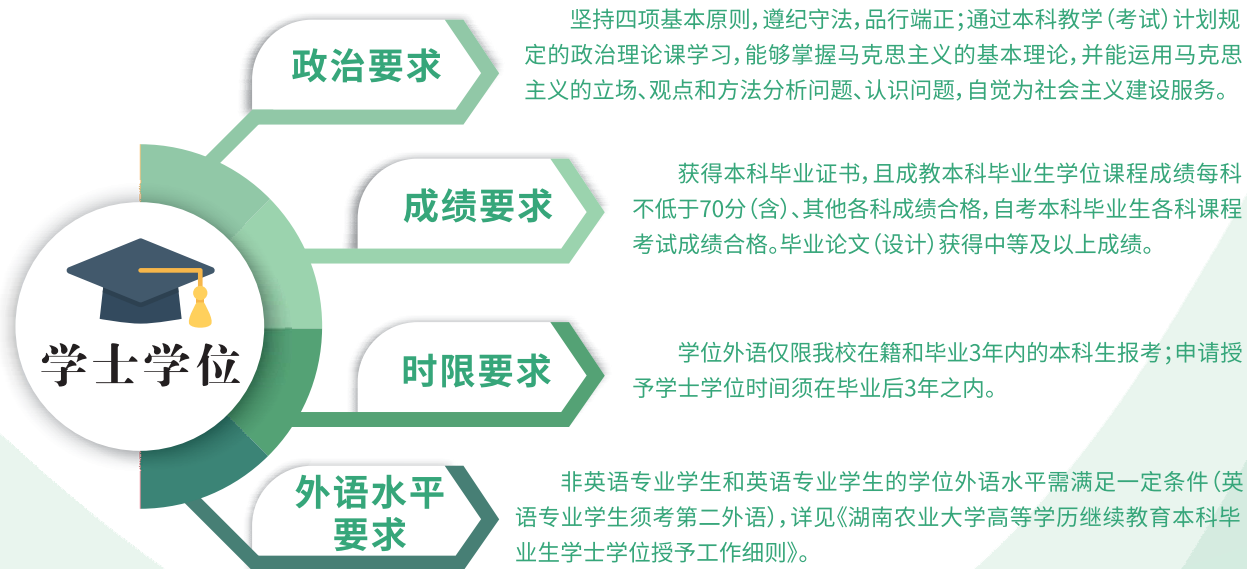 学士学位
政治要求
坚持四项基本原则，遵纪守法，品行端正；通过本科教学（考试）计划规
定的政治理论课学习，能够掌握马克思主义的基本理论，并能运用马克思
主义的立场、观点和方法分析问题、认识问题，自觉为社会主义建设服务。
成绩要求
获得本科毕业证书，且成教本科毕业生学位课程成绩每科
不低于70分（含）、其他各科成绩合格，自考本科毕业生各科课程
考试成绩合格。毕业论文（设计）获得中等及以上成绩。
时限要求
学位外语仅限我校在籍和毕业3年内的本科生报考；申请授
予学士学位时间须在毕业后3年之内。
外语水平
要求
非英语专业学生和英语专业学生的学位外语水平需满足一定条件（英
语专业学生须考第二外语），详见《湖南农业大学高等学历继续教育本科毕
业生学士学位授予工作细则》。